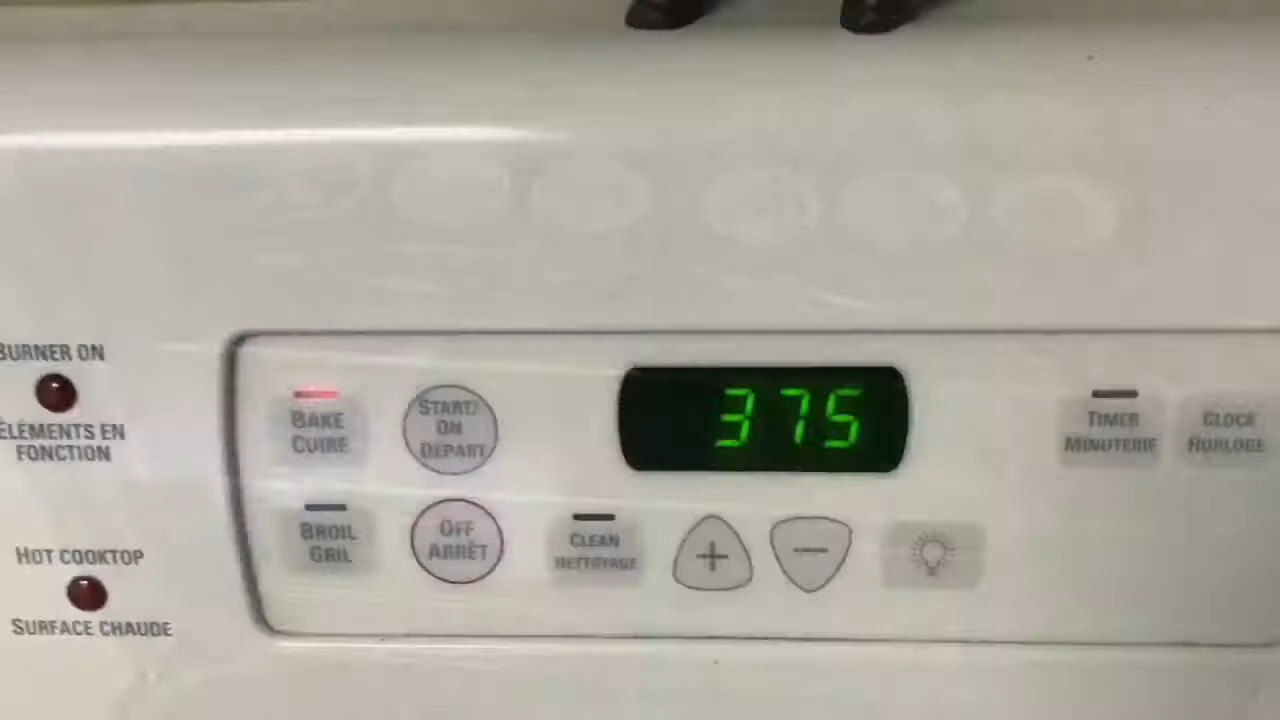 BURNER ON
ÉLÉMENTS EN
FONCTION
HOT COOKTOP
SURFACE CHAUDE
BAKE
CUIRE
START/
ON
DÉPART
375
TIMER
MINUTERIE
CLOCK
HORLOGE
BROIL
GRIL
OFF
ARRÊT
CLEAN
NETTOYAGE
+
−